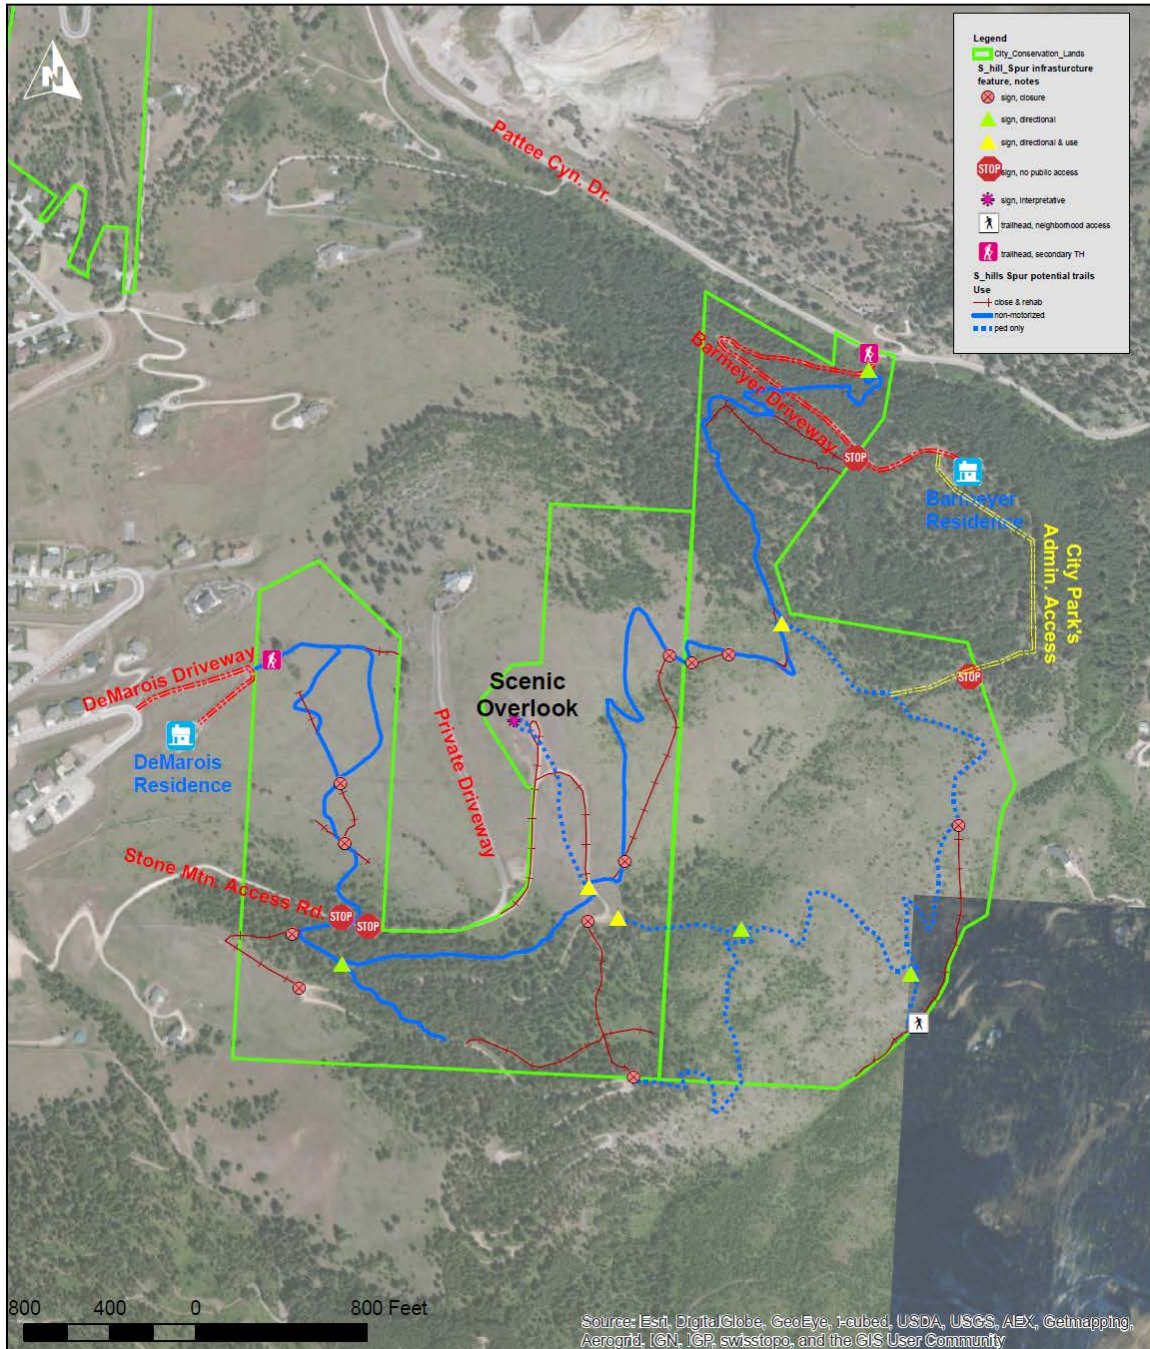 N
Legend
City_Conservation_Lands
S_hill_Spur infrasturcture
feature, notes
sign, closure
sign, directional
sign, directional & use
STOP
sign, no public access
sign, interpretative
trailhead, neighborhood access
trailhead, secondary TH
S_hills Spur potential trails
Use
close & rehab
non-motorized
ped only
Pattee Cyn. Dr.
Barmeyer Driveway
STOP
Barmeyer
Residence
City Park's
Admin. Access
STOP
DeMarois Driveway
DeMarois
Residence
Scenic
Overlook
Private Driveway
Stone Mtn. Access Rd.
STOP
STOP
800 400 0 800 Feet
Source: Esri, DigitalGlobe, GeoEye, i-cubed, USDA, USGS, AEX, Getmapping,
Aerogrid, IGN, IGP, swisstopo, and the GIS User Community